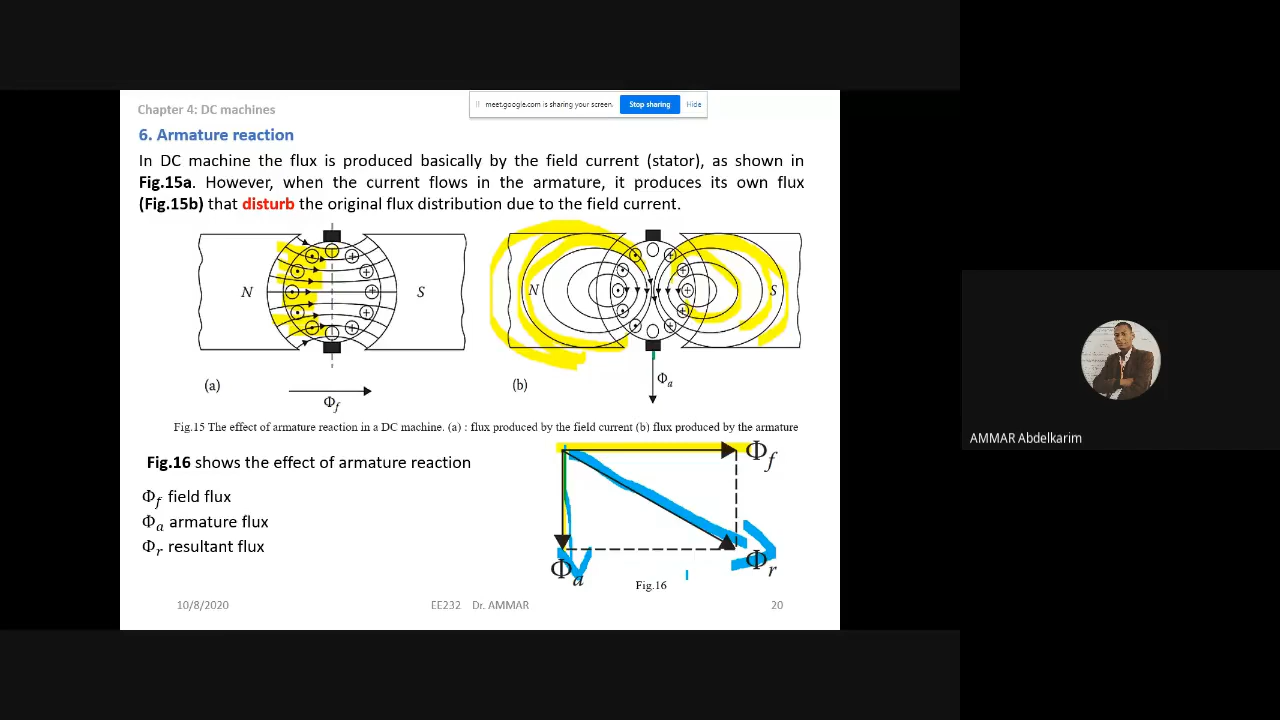 Chapter 4: DC machines
meet.google.com is sharing your screen. Stop sharing Hide
6. Armature reaction
In DC machine the flux is produced basically by the field current (stator), as shown in
Fig.15a. However, when the current flows in the armature, it produces its own flux
(Fig.15b) that disturb the original flux distribution due to the field current.
N S
N S
(a) Φf
(b) Φa
Fig.15 The effect of armature reaction in a DC machine. (a) : flux produced by the field current (b) flux produced by the armature
Fig.16 shows the effect of armature reaction
Φf field flux
Φa armature flux
Φr resultant flux
Φf
Φa
Φr
Fig.16
10/8/2020 EE232 Dr. AMMAR 20
AMMAR Abdelkarim